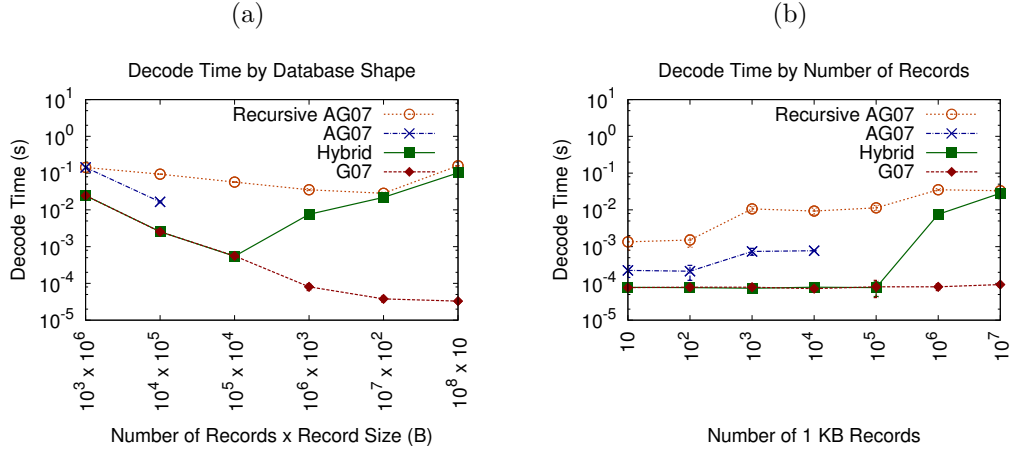 (a)
Decode Time by Database Shape
Decode Time (s)
10^1
10^0
10^-1
10^-2
10^-3
10^-4
10^-5
Recursive AG07
AG07
Hybrid
G07
10^3 x 10^6
10^4 x 10^5
10^5 x 10^4
10^6 x 10^3
10^7 x 10^2
10^8 x 10
Number of Records x Record Size (B)
(b)
Decode Time by Number of Records
Decode Time (s)
10^1
10^0
10^-1
10^-2
10^-3
10^-4
10^-5
Recursive AG07
AG07
Hybrid
G07
10
10^2
10^3
10^4
10^5
10^6
10^7
Number of 1 KB Records